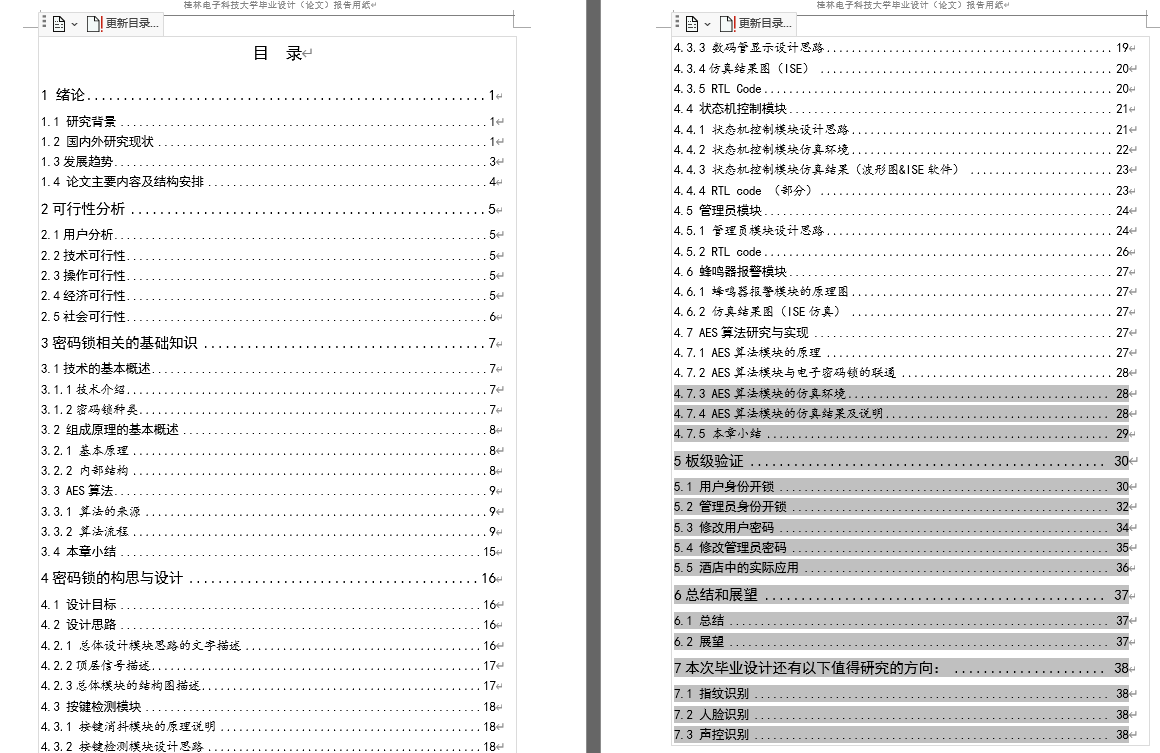 桂林电子科技大学毕业设计（论文）报告用纸
更新目录...
目 录
1 绪论 1
1.1 研究背景 1
1.2 国内外研究现状 1
1.3 发展趋势 3
1.4 论文主要内容及结构安排 4
2 可行性分析 5
2.1 用户分析 5
2.2 技术可行性 5
2.3 操作可行性 5
2.4 经济可行性 5
2.5 社会可行性 6
3 密码锁相关的基础知识 7
3.1 技术的基本概述 7
3.1.1 技术介绍 7
3.1.2 密码锁种类 7
3.2 组成原理的基本概述 8
3.2.1 基本原理 8
3.2.2 内部结构 8
3.3 AES 算法 9
3.3.1 算法的来源 9
3.3.2 算法流程 9
3.4 本章小结 15
4 密码锁的构思与设计 16
4.1 设计目标 16
4.2 设计思路 16
4.2.1 总体设计模块思路的文字描述 16
4.2.2 顶层信号描述 17
4.2.3 总体模块的结构图描述 17
4.3 按键检测模块 18
4.3.1 按键消抖模块的原理说明 18
4.3.2 按键检测模块设计思路 18
桂林电子科技大学毕业设计（论文）报告用纸
更新目录...
4.3.3 数码管显示设计思路 19
4.3.4 仿真结果图（ISE） 20
4.3.5 RTL Code 20
4.4 状态机控制模块 21
4.4.1 状态机控制模块设计思路 21
4.4.2 状态机控制模块仿真环境 22
4.4.3 状态机控制模块仿真结果（波形图&ISE 软件） 23
4.4.4 RTL code （部分） 23
4.5 管理员模块 24
4.5.1 管理员模块设计思路 24
4.5.2 RTL code 26
4.6 蜂鸣器报警模块 27
4.6.1 蜂鸣器报警模块的原理图 27
4.6.2 仿真结果图（ISE 仿真） 27
4.7 AES 算法研究与实现 27
4.7.1 AES 算法模块的原理 27
4.7.2 AES 算法模块与电子密码锁的联通 28
4.7.3 AES 算法模块的仿真环境 28
4.7.4 AES 算法模块的仿真结果及说明 28
4.7.5 本章小结 29
5 板级验证 30
5.1 用户身份开锁 30
5.2 管理员身份开锁 32
5.3 修改用户密码 34
5.4 修改管理员密码 35
5.5 酒店中的实际应用 36
6 总结和展望 37
6.1 总结 37
6.2 展望 37
7 本次毕业设计还有以下值得研究的方向： 38
7.1 指纹识别 38
7.2 人脸识别 38
7.3 声控识别 38